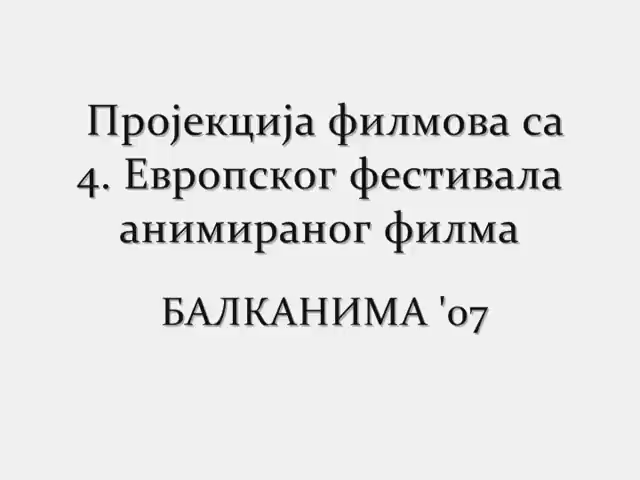 Пројекција филмова са
4. Европског фестивала
анимираног филма
БАЛКАНИМА '07